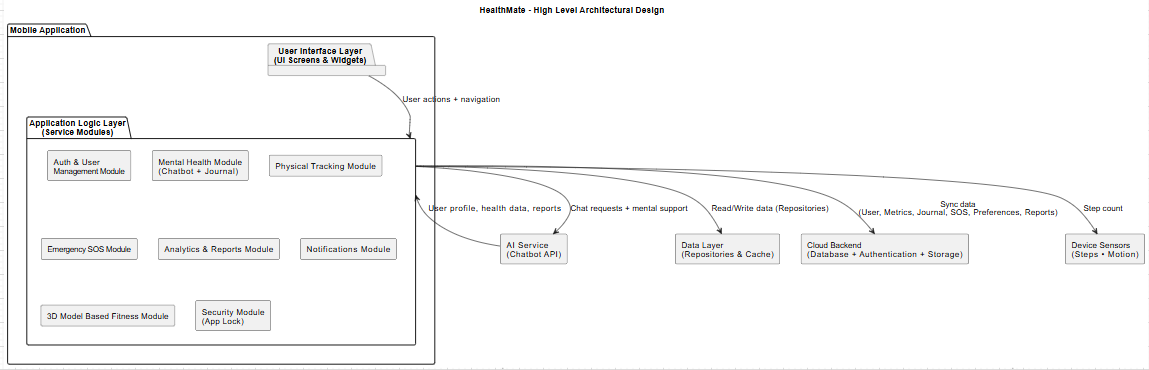 HealthMate - High Level Architectural Design
Mobile Application
User Interface Layer
(UI Screens & Widgets)
User actions + navigation
Application Logic Layer
(Service Modules)
Auth & User
Management Module
Mental Health Module
(Chatbot + Journal)
Physical Tracking Module
User profile, health data, reports
Chat requests + mental support
Read/Write data (Repositories)
Sync data
(User, Metrics, Journal, SOS, Preferences, Reports)
Step count
Emergency SOS Module
Analytics & Reports Module
Notifications Module
AI Service
(Chatbot API)
Data Layer
(Repositories & Cache)
Cloud Backend
(Database + Authentication + Storage)
Device Sensors
(Steps • Motion)
3D Model Based Fitness Module
Security Module
(App Lock)